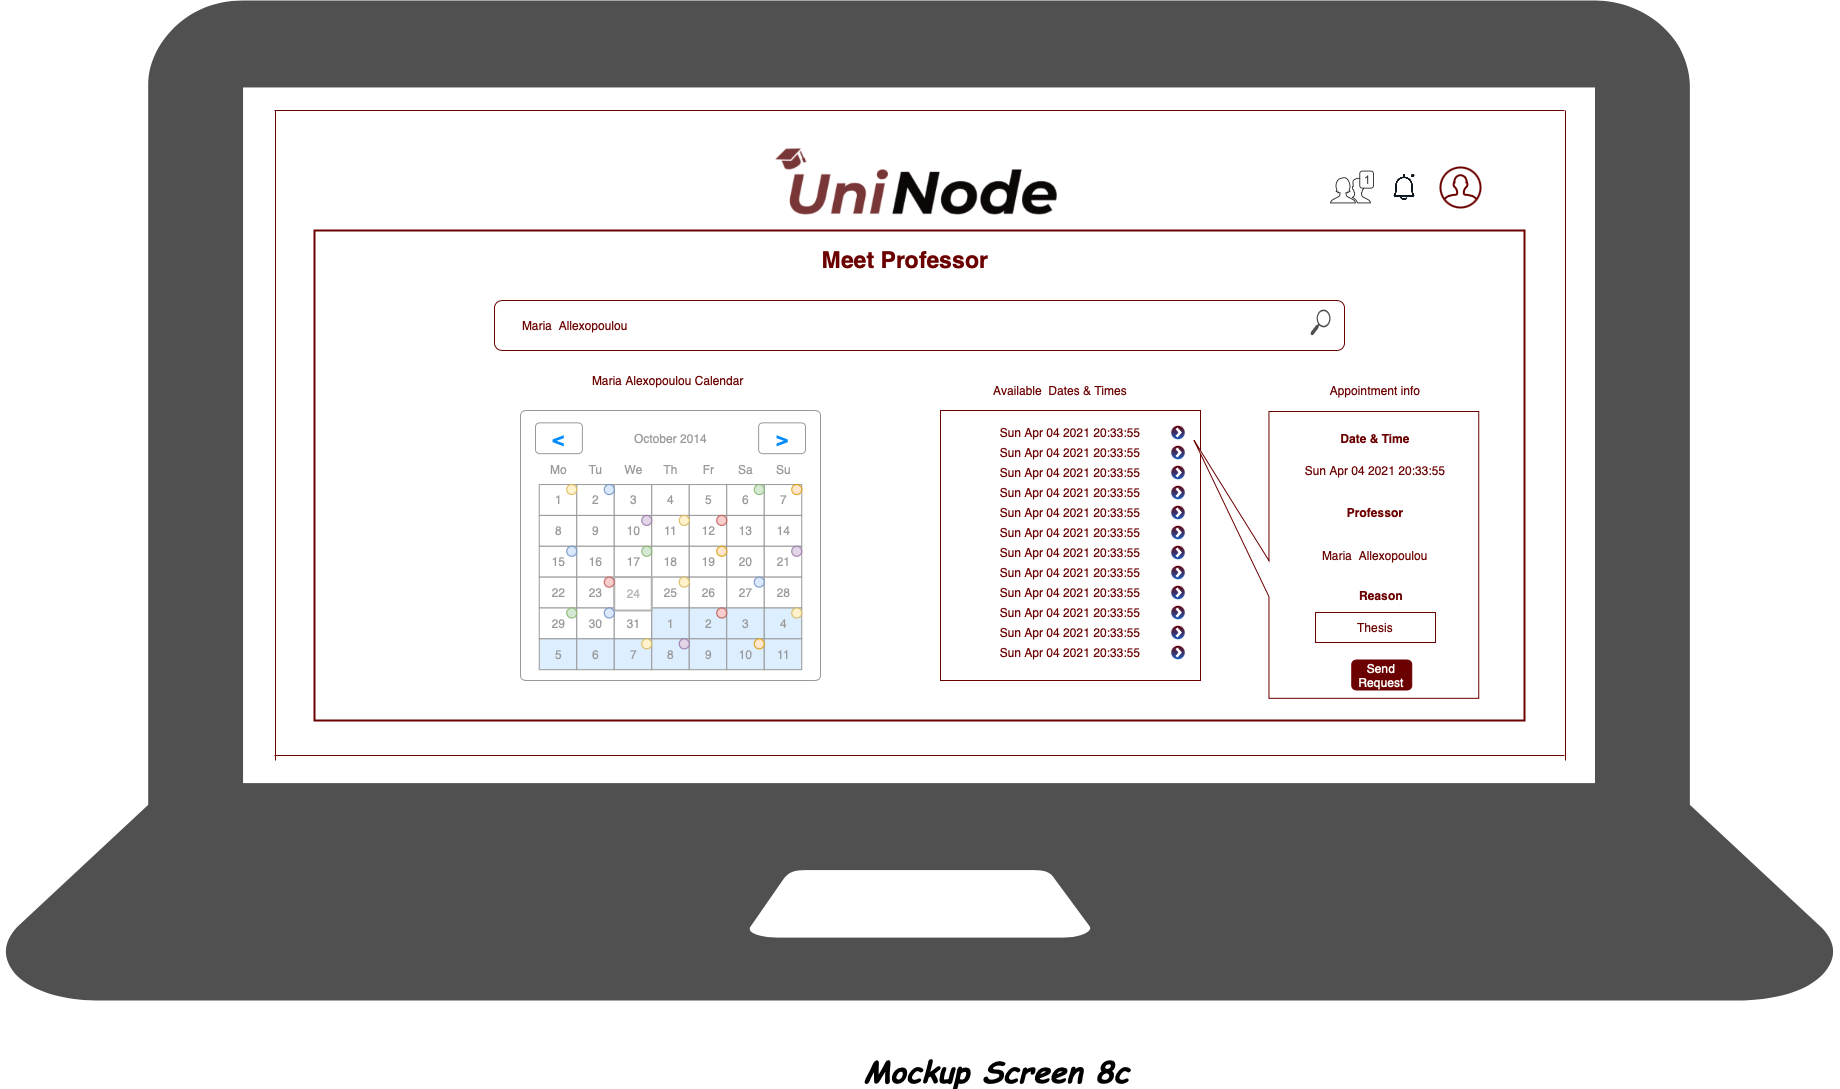 UniNode
1
Meet Professor
Maria Allexopoulou
Maria Alexopoulou Calendar
< October 2014 >
Mo Tu We Th Fr Sa Su
1 2 3 4 5 6 7
8 9 10 11 12 13 14
15 16 17 18 19 20 21
22 23 24 25 26 27 28
29 30 31 1 2 3 4
5 6 7 8 9 10 11
Available Dates & Times
Sun Apr 04 2021 20:33:55
Sun Apr 04 2021 20:33:55
Sun Apr 04 2021 20:33:55
Sun Apr 04 2021 20:33:55
Sun Apr 04 2021 20:33:55
Sun Apr 04 2021 20:33:55
Sun Apr 04 2021 20:33:55
Sun Apr 04 2021 20:33:55
Sun Apr 04 2021 20:33:55
Sun Apr 04 2021 20:33:55
Sun Apr 04 2021 20:33:55
Sun Apr 04 2021 20:33:55
Appointment info
Date & Time
Sun Apr 04 2021 20:33:55
Professor
Maria Allexopoulou
Reason
Thesis
Send
Request
Mockup Screen 8c